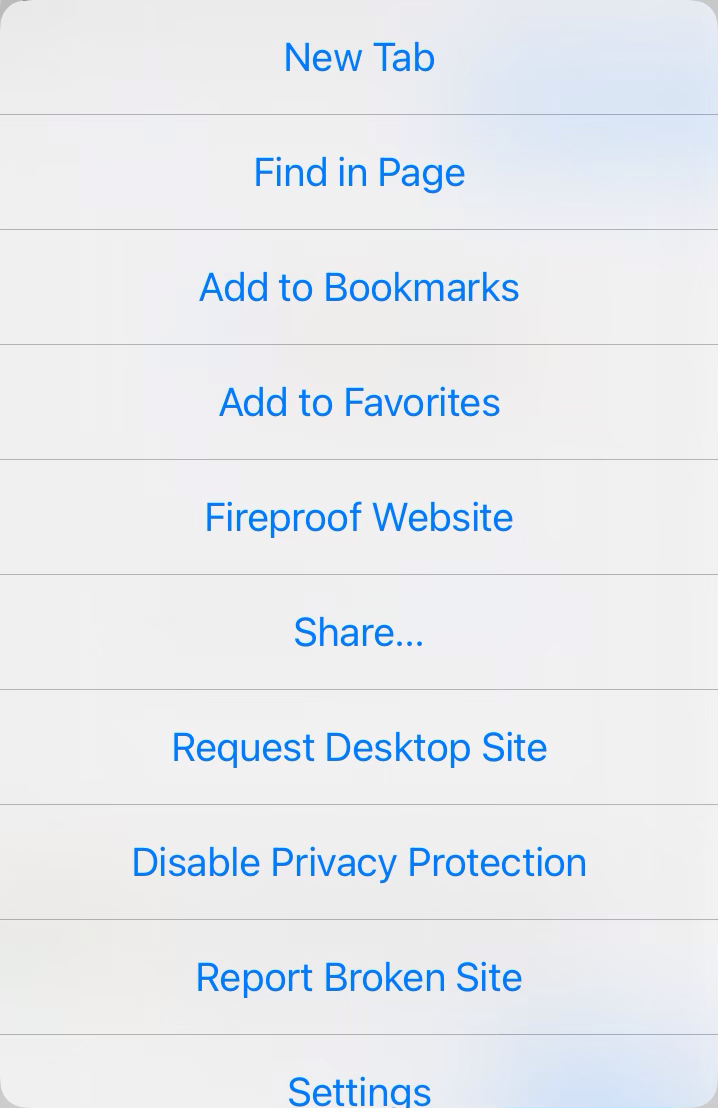 New Tab
Find in Page
Add to Bookmarks
Add to Favorites
Fireproof Website
Share...
Request Desktop Site
Disable Privacy Protection
Report Broken Site
Settings